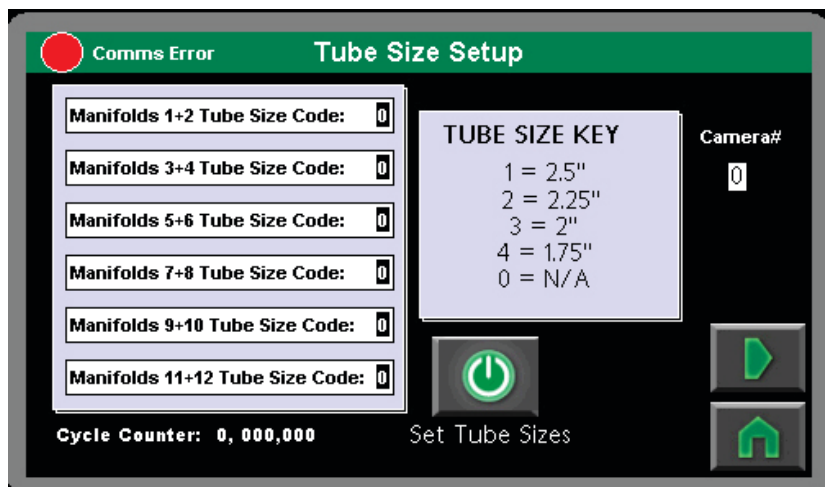 Comms Error
Tube Size Setup
Manifolds 1+2 Tube Size Code: 0
Manifolds 3+4 Tube Size Code: 0
Manifolds 5+6 Tube Size Code: 0
Manifolds 7+8 Tube Size Code: 0
Manifolds 9+10 Tube Size Code: 0
Manifolds 11+12 Tube Size Code: 0
TUBE SIZE KEY
1 = 2.5"
2 = 2.25"
3 = 2"
4 = 1.75"
0 = N/A
Camera#
0
Cycle Counter: 0, 000,000
Set Tube Sizes